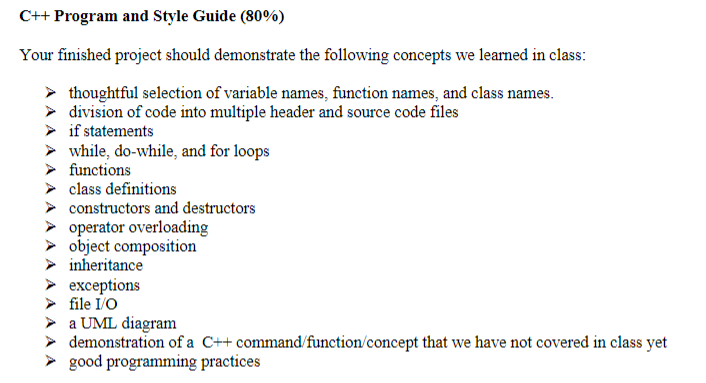 C++ Program and Style Guide (80%)
Your finished project should demonstrate the following concepts we learned in class:
➤ thoughtful selection of variable names, function names, and class names.
➤ division of code into multiple header and source code files
➤ if statements
➤ while, do-while, and for loops
➤ functions
➤ class definitions
➤ constructors and destructors
➤ operator overloading
➤ object composition
➤ inheritance
➤ exceptions
➤ file I/O
➤ a UML diagram
➤ demonstration of a C++ command/function/concept that we have not covered in class yet
➤ good programming practices